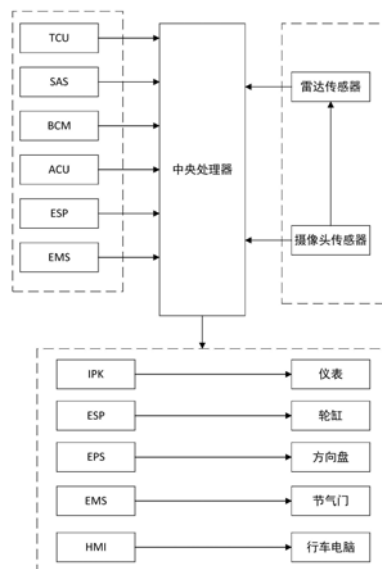 TCU
SAS
BCM
ACU
ESP
EMS
中央处理器
雷达传感器
摄像头传感器
IPK
仪表
ESP
轮缸
EPS
方向盘
EMS
节气门
HMI
行车电脑